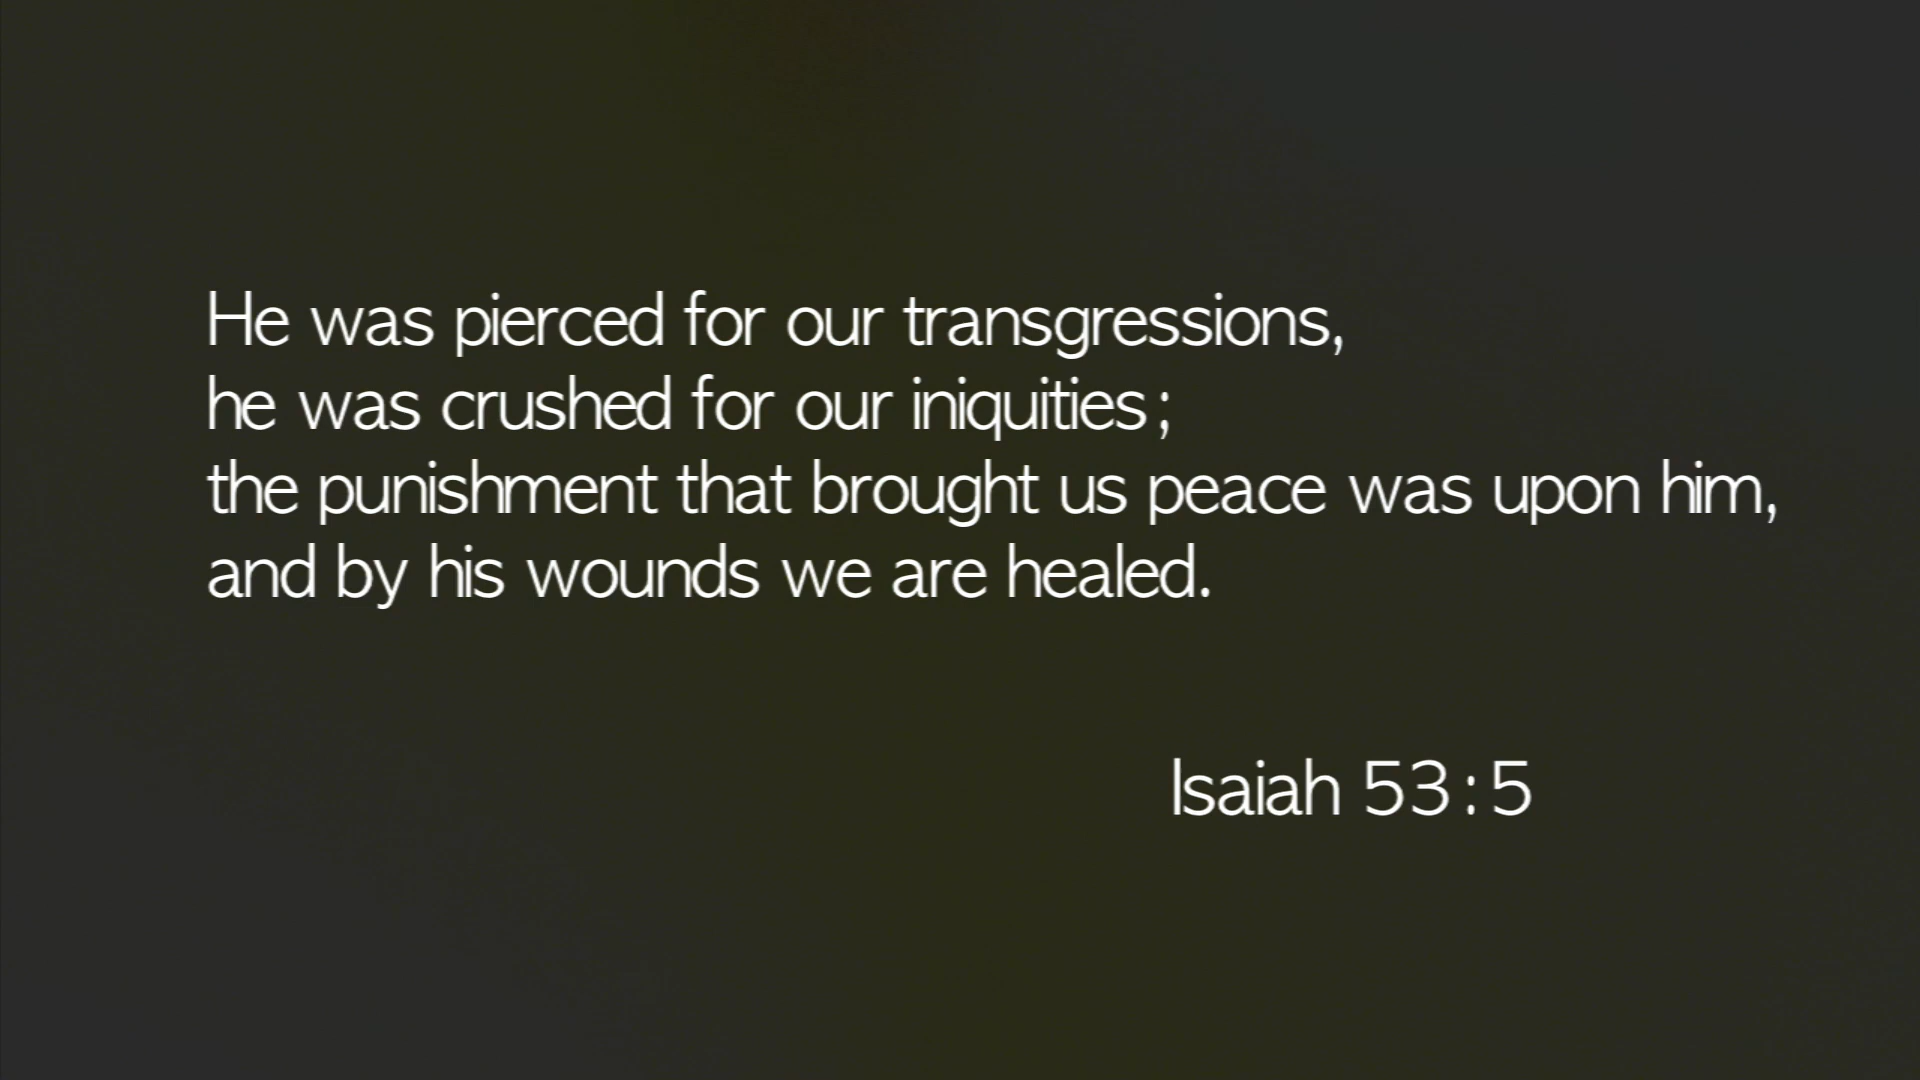 He was pierced for our transgressions,
he was crushed for our iniquities;
the punishment that brought us peace was upon him,
and by his wounds we are healed.
Isaiah 53:5